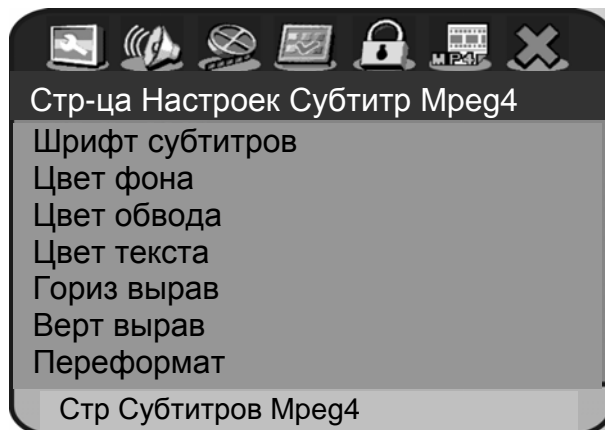 MP4
Стр-ца Настроек Субтитр Mpeg4
Шрифт субтитров
Цвет фона
Цвет обвода
Цвет текста
Гориз вырав
Верт вырав
Переформат
Стр Субтитров Mpeg4